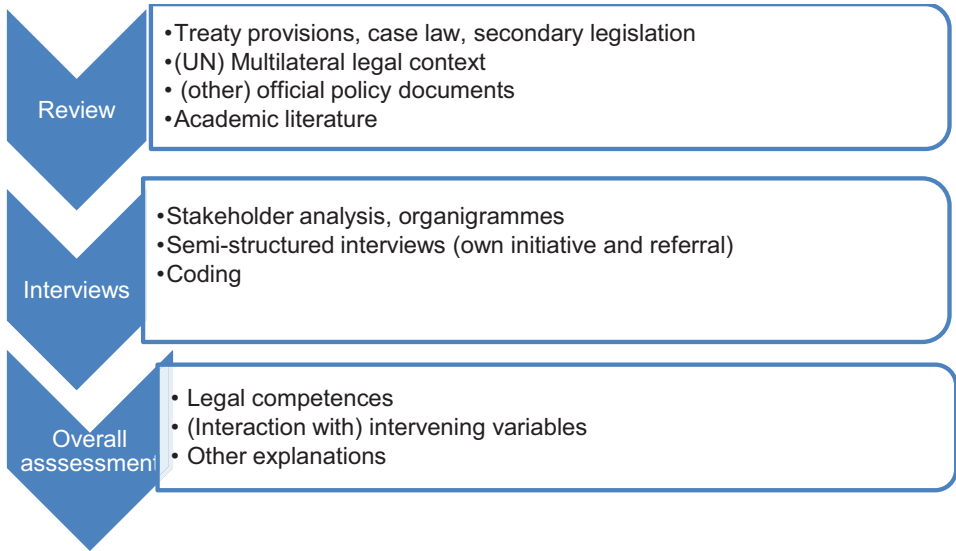 Review
•Treaty provisions, case law, secondary legislation
•(UN) Multilateral legal context
• (other) official policy documents
•Academic literature
Interviews
•Stakeholder analysis, organigrammes
•Semi-structured interviews (own initiative and referral)
•Coding
Overall
asssessment
• Legal competences
• (Interaction with) intervening variables
• Other explanations